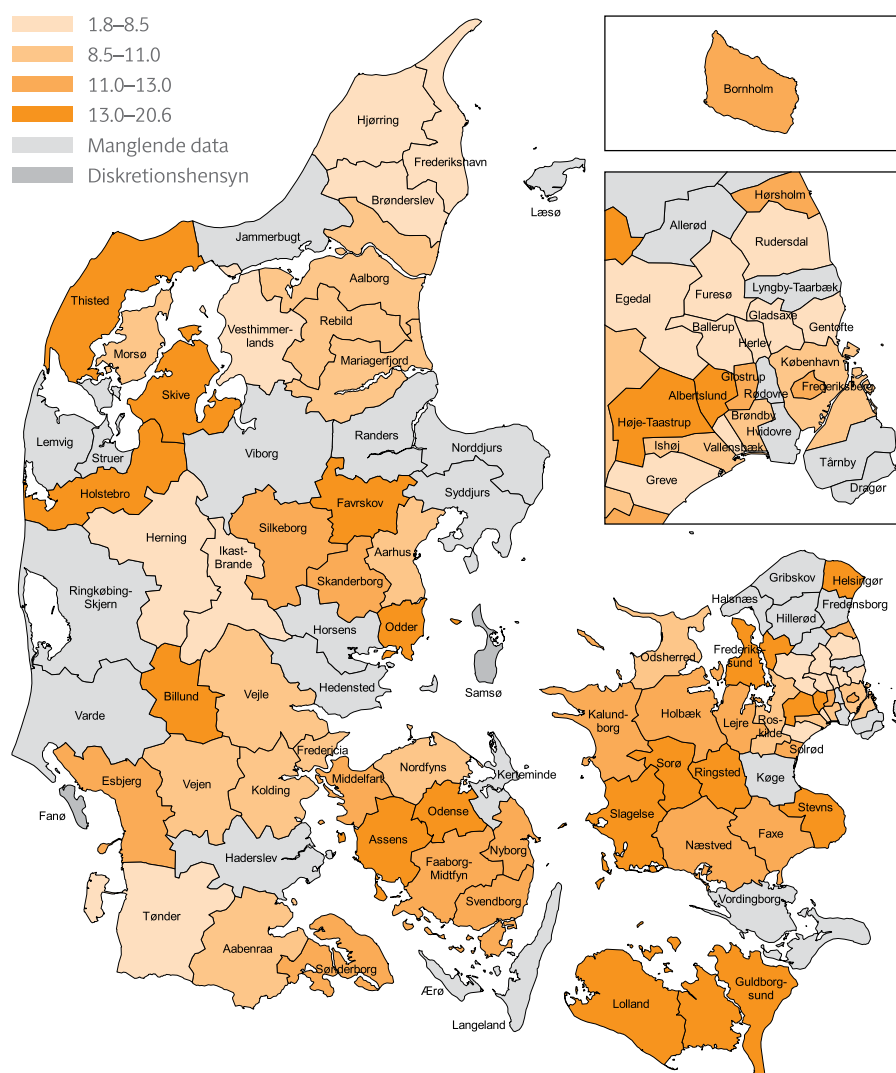 1.8–8.5
8.5–11.0
11.0–13.0
13.0–20.6
Manglende data
Diskretionshensyn
Bornholm
Hjørring
Frederikshavn
Brønderslev
Læsø
Jammerbugt
Aalborg
Thisted
Vesthimmer-
lands
Rebild
Morsø
Mariagerfjord
Skive
Lemvig
Struer
Viborg
Randers
Norddjurs
Syddjurs
Holstebro
Favrskov
Herning
Ikast-
Brande
Silkeborg
Aarhus
Skanderborg
Ringkøbing-
Skjern
Horsens
Odder
Hedensted
Samsø
Billund
Vejle
Varde
Fredericia
Esbjerg
Vejen
Kolding
Middelfart
Nordfyns
Kerteminde
Fanø
Haderslev
Assens
Odense
Nyborg
Faaborg-
Midtfyn
Svendborg
Tønder
Aabenraa
Sønderborg
Ærø
Langeland
Hørsholm
Allerød
Rudersdal
Egedal
Furesø
Lyngby-Taarbæk
Gladsaxe
Ballerup
Gentofte
Herlev
København
Glostrup
Rødovre
Frederiksberg
Albertslund
Høje-Taastrup
Brøndby
Hvidovre
Ishøj
Vallensbæk
Greve
Tårnby
Dragør
Gribskov
Helsingør
Halsnæs
Fredensborg
Hillerød
Frederiks-
sund
Odsherred
Kalund-
borg
Holbæk
Lejre
Ros-
kilde
Solrød
Sorø
Ringsted
Køge
Slagelse
Stevns
Næstved
Faxe
Vordingborg
Lolland
Guldborg-
sund